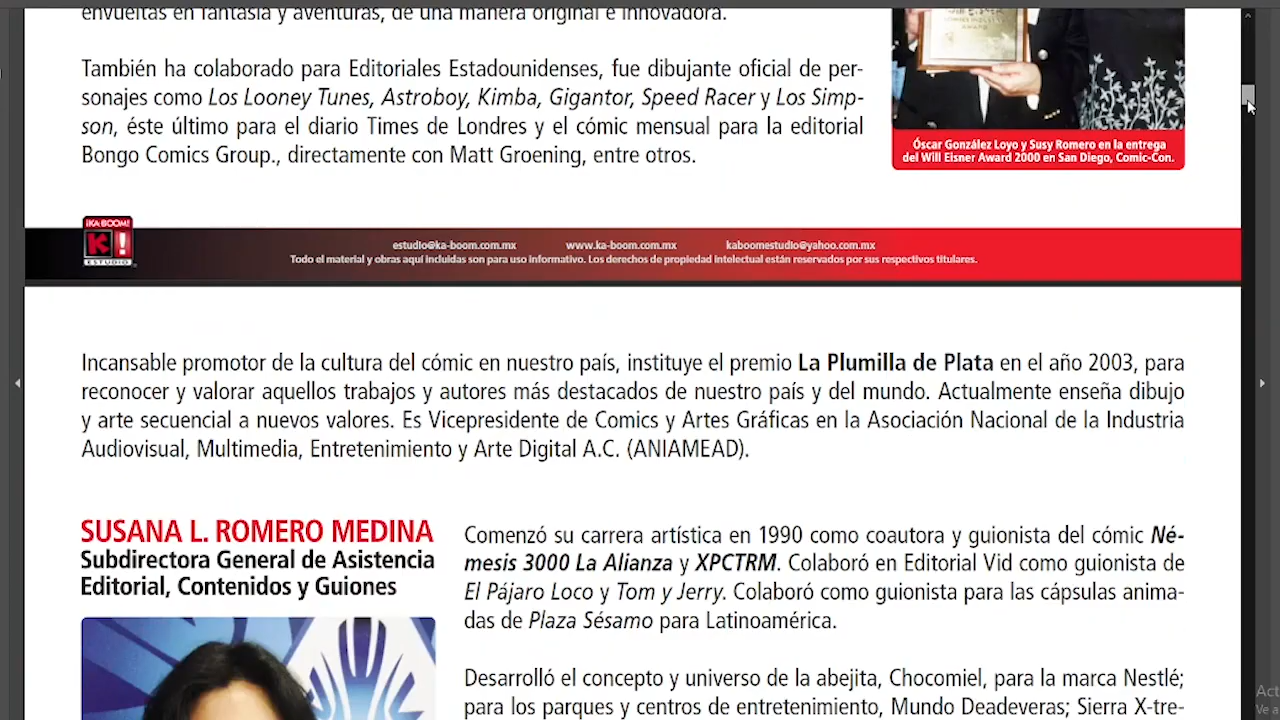 envueltas en fantasía y aventuras, de una manera original e innovadora.
También ha colaborado para Editoriales Estadounidenses, fue dibujante oficial de per-
sonajes como Los Looney Tunes, Astroboy, Kimba, Gigantor, Speed Racer y Los Simp-
son, éste último para el diario Times de Londres y el cómic mensual para la editorial
Bongo Comics Group., directamente con Matt Groening, entre otros.
AWARD
Óscar González Loyo y Susy Romero en la entrega
del Will Eisner Award 2000 en San Diego, Comic-Con.
¡KA-BOOM!
K!
ESTUDIO
estudio@ka-boom.com.mx www.ka-boom.com.mx kaboomestudio@yahoo.com.mx
Todo el material y obras aquí incluidas son para uso informativo. Los derechos de propiedad intelectual están reservados por sus respectivos titulares.
Incansable promotor de la cultura del cómic en nuestro país, instituye el premio La Plumilla de Plata en el año 2003, para
reconocer y valorar aquellos trabajos y autores más destacados de nuestro país y del mundo. Actualmente enseña dibujo
y arte secuencial a nuevos valores. Es Vicepresidente de Comics y Artes Gráficas en la Asociación Nacional de la Industria
Audiovisual, Multimedia, Entretenimiento y Arte Digital A.C. (ANIAMEAD).
SUSANA L. ROMERO MEDINA
Subdirectora General de Asistencia
Editorial, Contenidos y Guiones
Comenzó su carrera artística en 1990 como coautora y guionista del cómic Né-
mesis 3000 La Alianza y XPCTRM. Colaboró en Editorial Vid como guionista de
El Pájaro Loco y Tom y Jerry. Colaboró como guionista para las cápsulas anima-
das de Plaza Sésamo para Latinoamérica.
Desarrolló el concepto y universo de la abejita, Chocomiel, para la marca Nestlé;
para los parques y centros de entretenimiento, Mundo Deadeveras; Sierra X-tre-
Act
Ve a